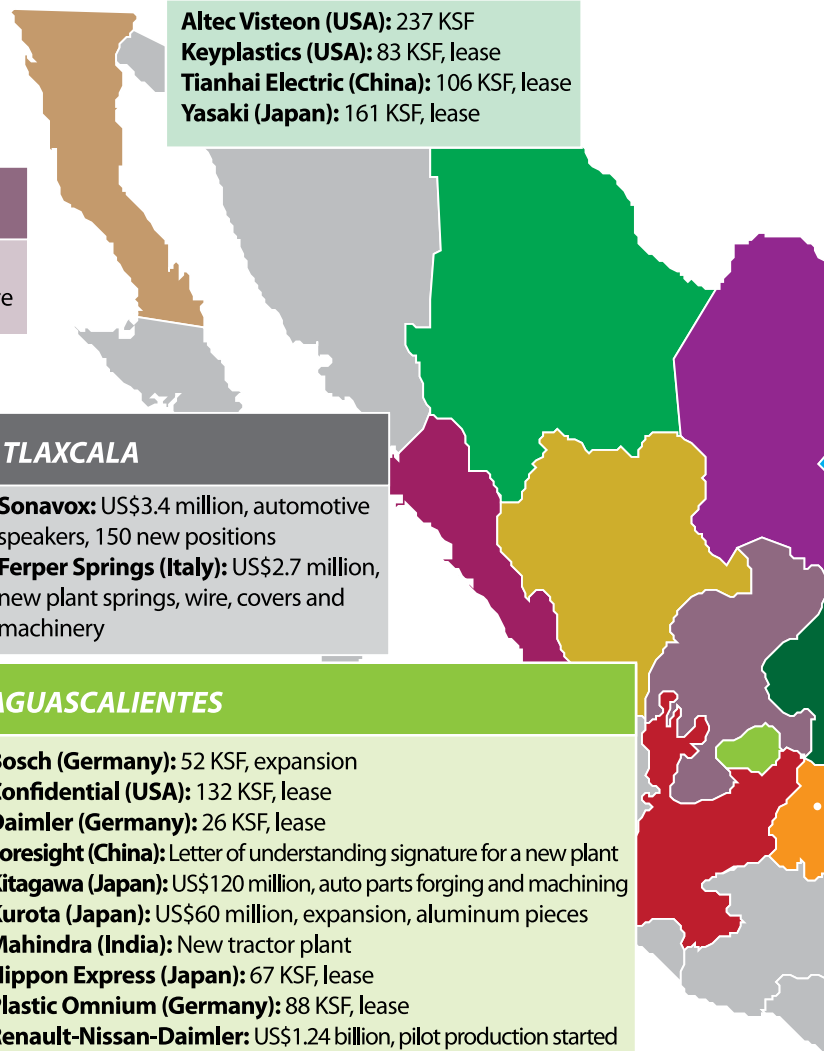 Altec Visteon (USA): 237 KSF
Keyplastics (USA): 83 KSF, lease
Tianhai Electric (China): 106 KSF, lease
Yasaki (Japan): 161 KSF, lease
TLAXCALA
Sonavox: US$3.4 million, automotive
speakers, 150 new positions
Ferper Springs (Italy): US$2.7 million,
new plant springs, wire, covers and
machinery
AGUASCALIENTES
Bosch (Germany): 52 KSF, expansion
Confidential (USA): 132 KSF, lease
Daimler (Germany): 26 KSF, lease
Foresight (China): Letter of understanding signature for a new plant
Kitagawa (Japan): US$120 million, auto parts forging and machining
Kurota (Japan): US$60 million, expansion, aluminum pieces
Mahindra (India): New tractor plant
Nippon Express (Japan): 67 KSF, lease
Plastic Omnium (Germany): 88 KSF, lease
Renault-Nissan-Daimler: US$1.24 billion, pilot production started